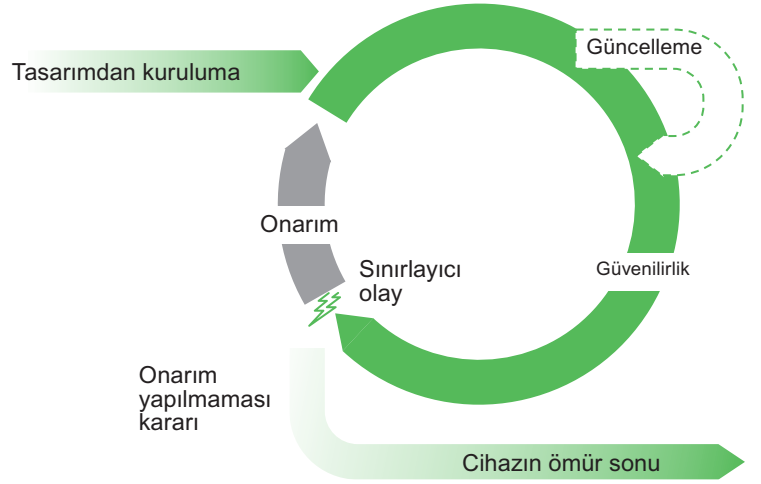 Güncelleme
Tasarımdan kuruluma
Onarım
Sınırlayıcı
olay
Güvenilirlik
Onarım
yapılmaması
kararı
Cihazın ömür sonu